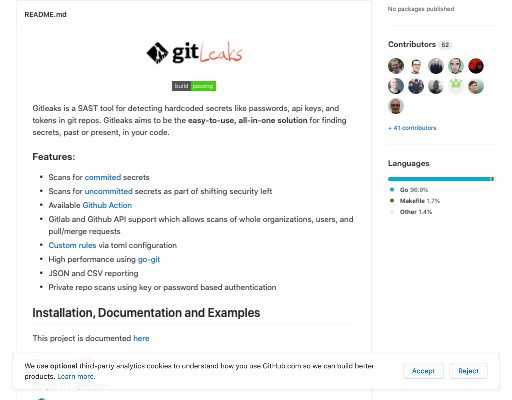 README.md
No packages published
gitLeaks
build passing
Contributors 52
Gitleaks is a SAST tool for detecting hardcoded secrets like passwords, api keys, and
tokens in git repos. Gitleaks aims to be the easy-to-use, all-in-one solution for finding
secrets, past or present, in your code.
+ 41 contributors
Features:
Scans for commited secrets
Scans for uncommitted secrets as part of shifting security left
Available Github Action
Gitlab and Github API support which allows scans of whole organizations, users, and
pull/merge requests
Custom rules via toml configuration
High performance using go-git
JSON and CSV reporting
Private repo scans using key or password based authentication
Languages
Go 96.9%
Makefile 1.7%
Other 1.4%
Installation, Documentation and Examples
This project is documented here
We use optional third-party analytics cookies to understand how you use GitHub.com so we can build better
products. Learn more.
Accept
Reject